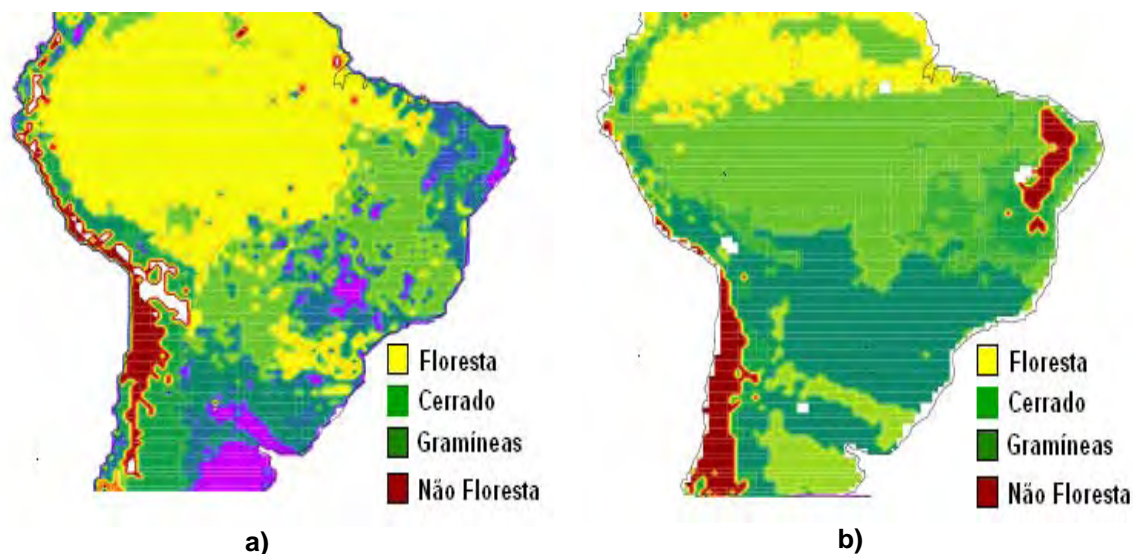 Floresta
Cerrado
Gramíneas
Não Floresta
a)
Floresta
Cerrado
Gramíneas
Não Floresta
b)